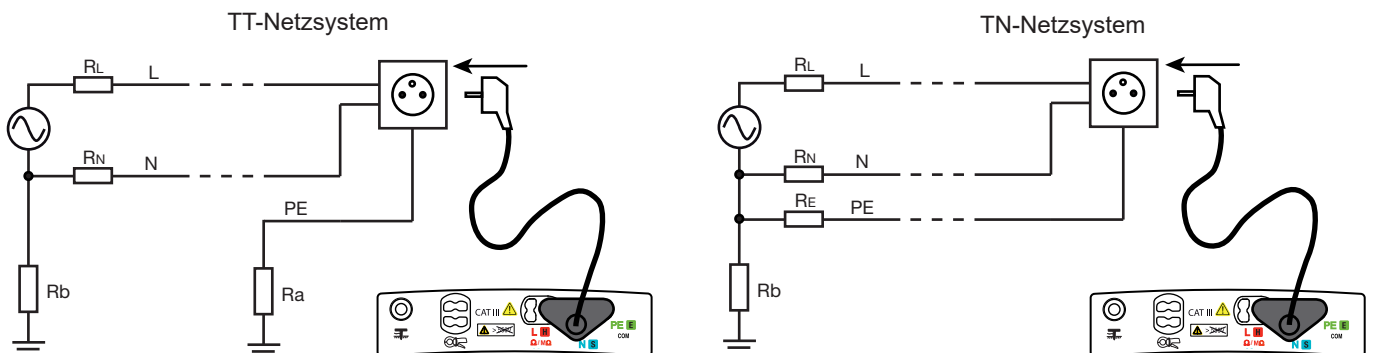 TT-Netzsystem
RL L
RN N
PE
Rb
Ra
CAT III
L H
Ω/MΩ
N S
PE E
COM
TN-Netzsystem
RL L
RN N
RE PE
Rb
CAT III
L H
Ω/MΩ
N S
PE E
COM